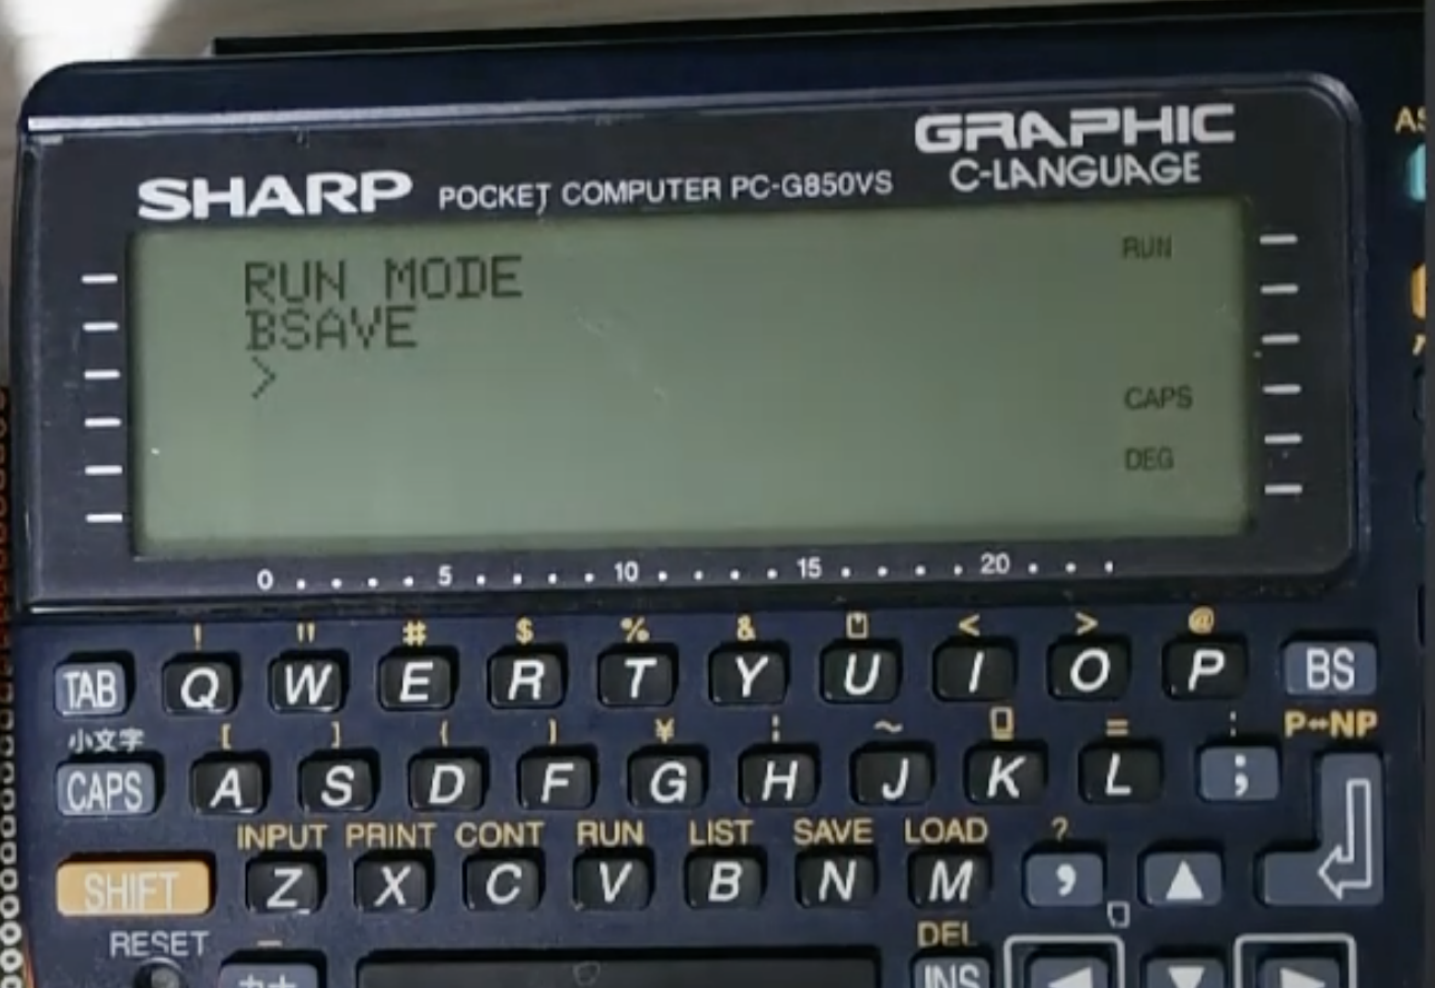 GRAPHIC
C-LANGUAGE
SHARP POCKET COMPUTER PC-G850VS
RUN MODE
BSAVE
>
RUN
CAPS
DEG
0 . . . . 5 . . . . 10 . . . . 15 . . . . 20 . . .
! " # $ % & < > @
TAB Q W E R T Y U I O P BS
小文字 [ ] { } ¥ ¦ ~ = : P↔NP
CAPS A S D F G H J K L ;
INPUT PRINT CONT RUN LIST SAVE LOAD ?
SHIFT Z X C V B N M , ▲
RESET DEL
INS ◀ ▼ ▶